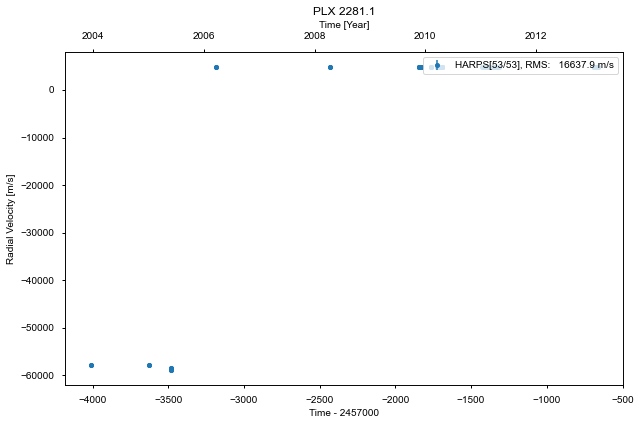 PLX 2281.1
Time [Year]
2004 2006 2008 2010 2012
HARPS[53/53], RMS: 16637.9 m/s
Radial Velocity [m/s]
0
−10000
−20000
−30000
−40000
−50000
−60000
−4000 −3500 −3000 −2500 −2000 −1500 −1000 −500
Time - 2457000